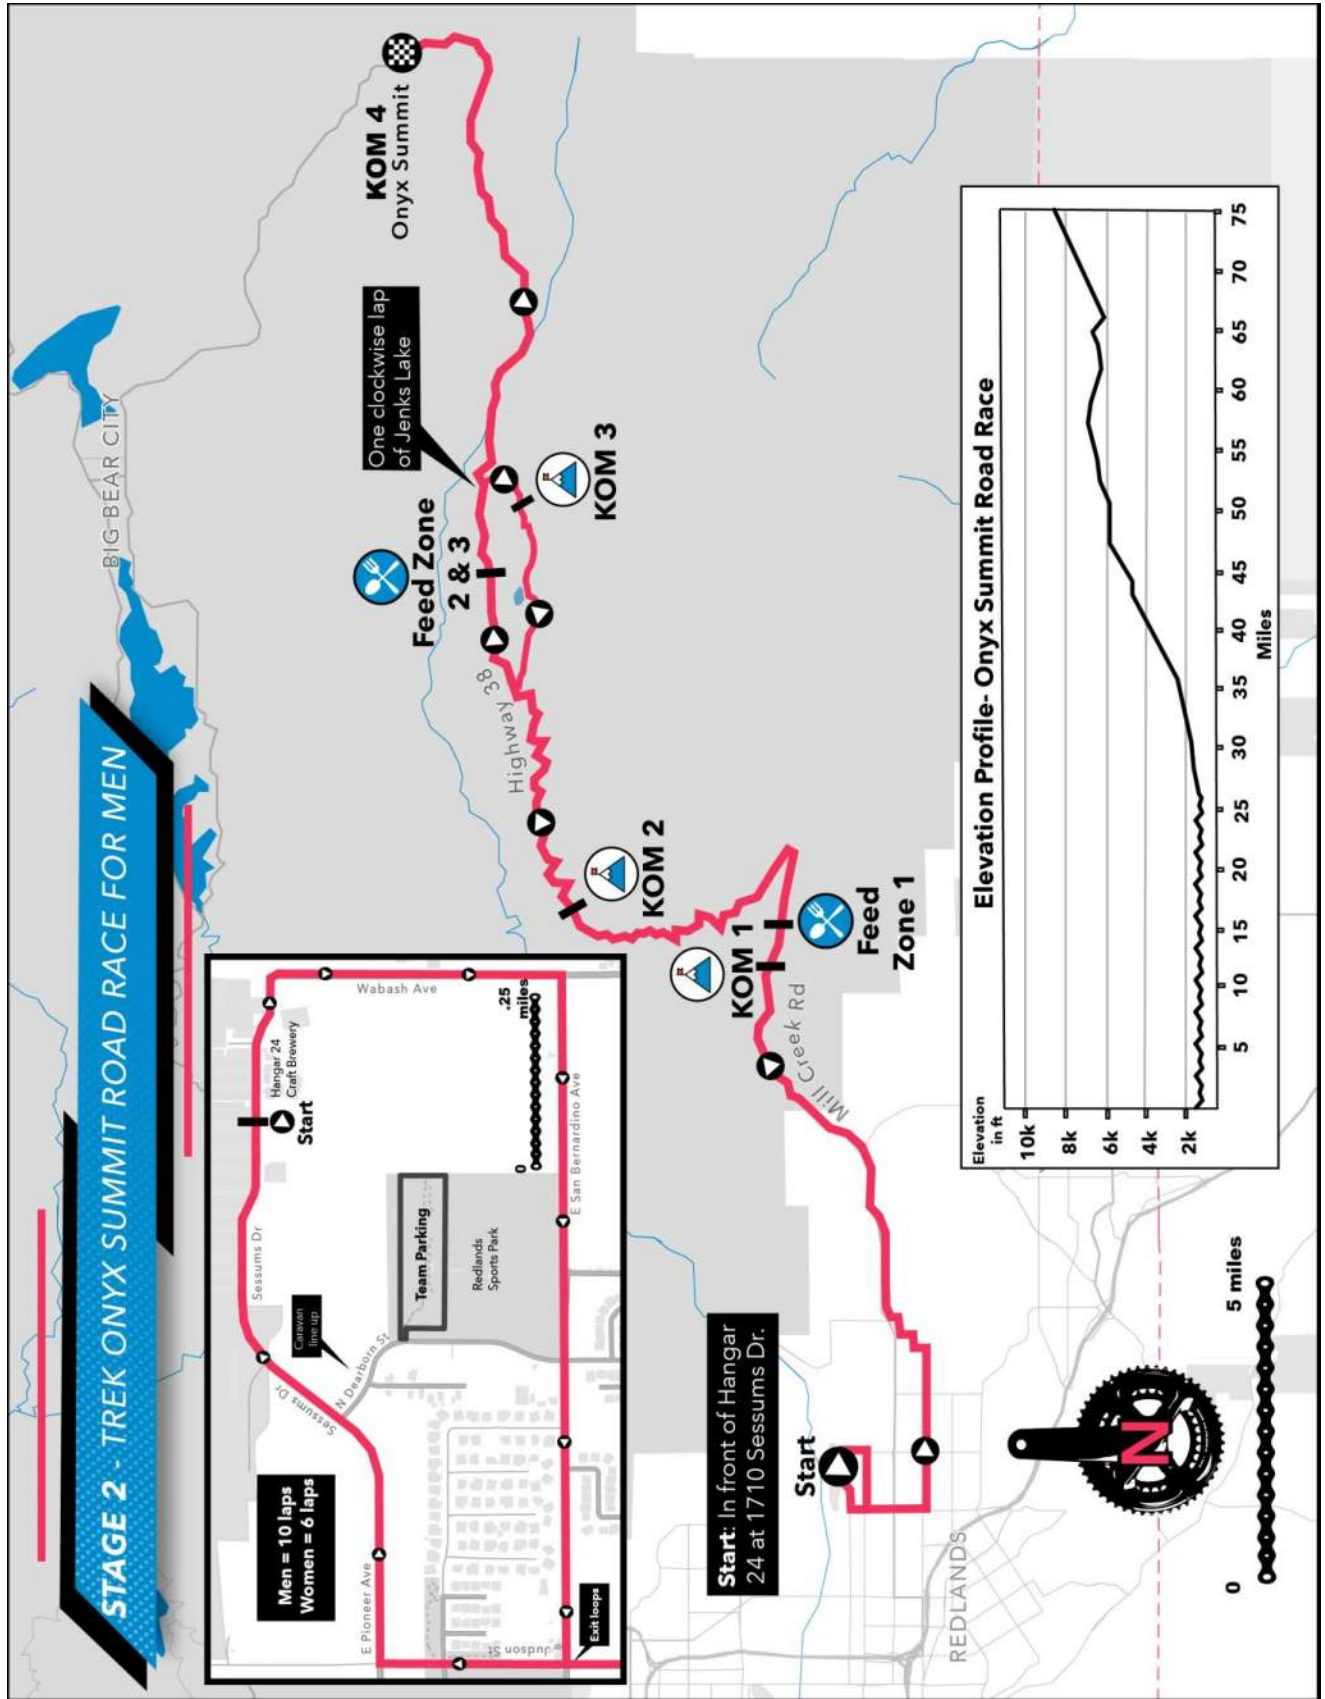 STAGE 2 - TREK ONYX SUMMIT ROAD RACE FOR MEN
BIG BEAR CITY
KOM 4
Onyx Summit
One clockwise lap
of Jenks Lake
Feed Zone
2 & 3
KOM 3
Highway 38
KOM 2
KOM 1
Feed
Zone 1
Mill Creek Rd
Men = 10 laps
Women = 6 laps
Sessums Dr
Sessums Dr
Hangar 24
Craft Brewery
Start
Wabash Ave
Caravan
line up
N Dearborn St
Team Parking
Redlands
Sports Park
0
.25
miles
E Pioneer Ave
Judson St
E San Bernardino Ave
Exit loops
Start: In front of Hangar
24 at 1710 Sessums Dr.
Start
REDLANDS
N
0
5 miles
Elevation Profile- Onyx Summit Road Race
Elevation
in ft
10k
8k
6k
4k
2k
5
10
15
20
25
30
35
40
45
50
55
60
65
70
75
Miles